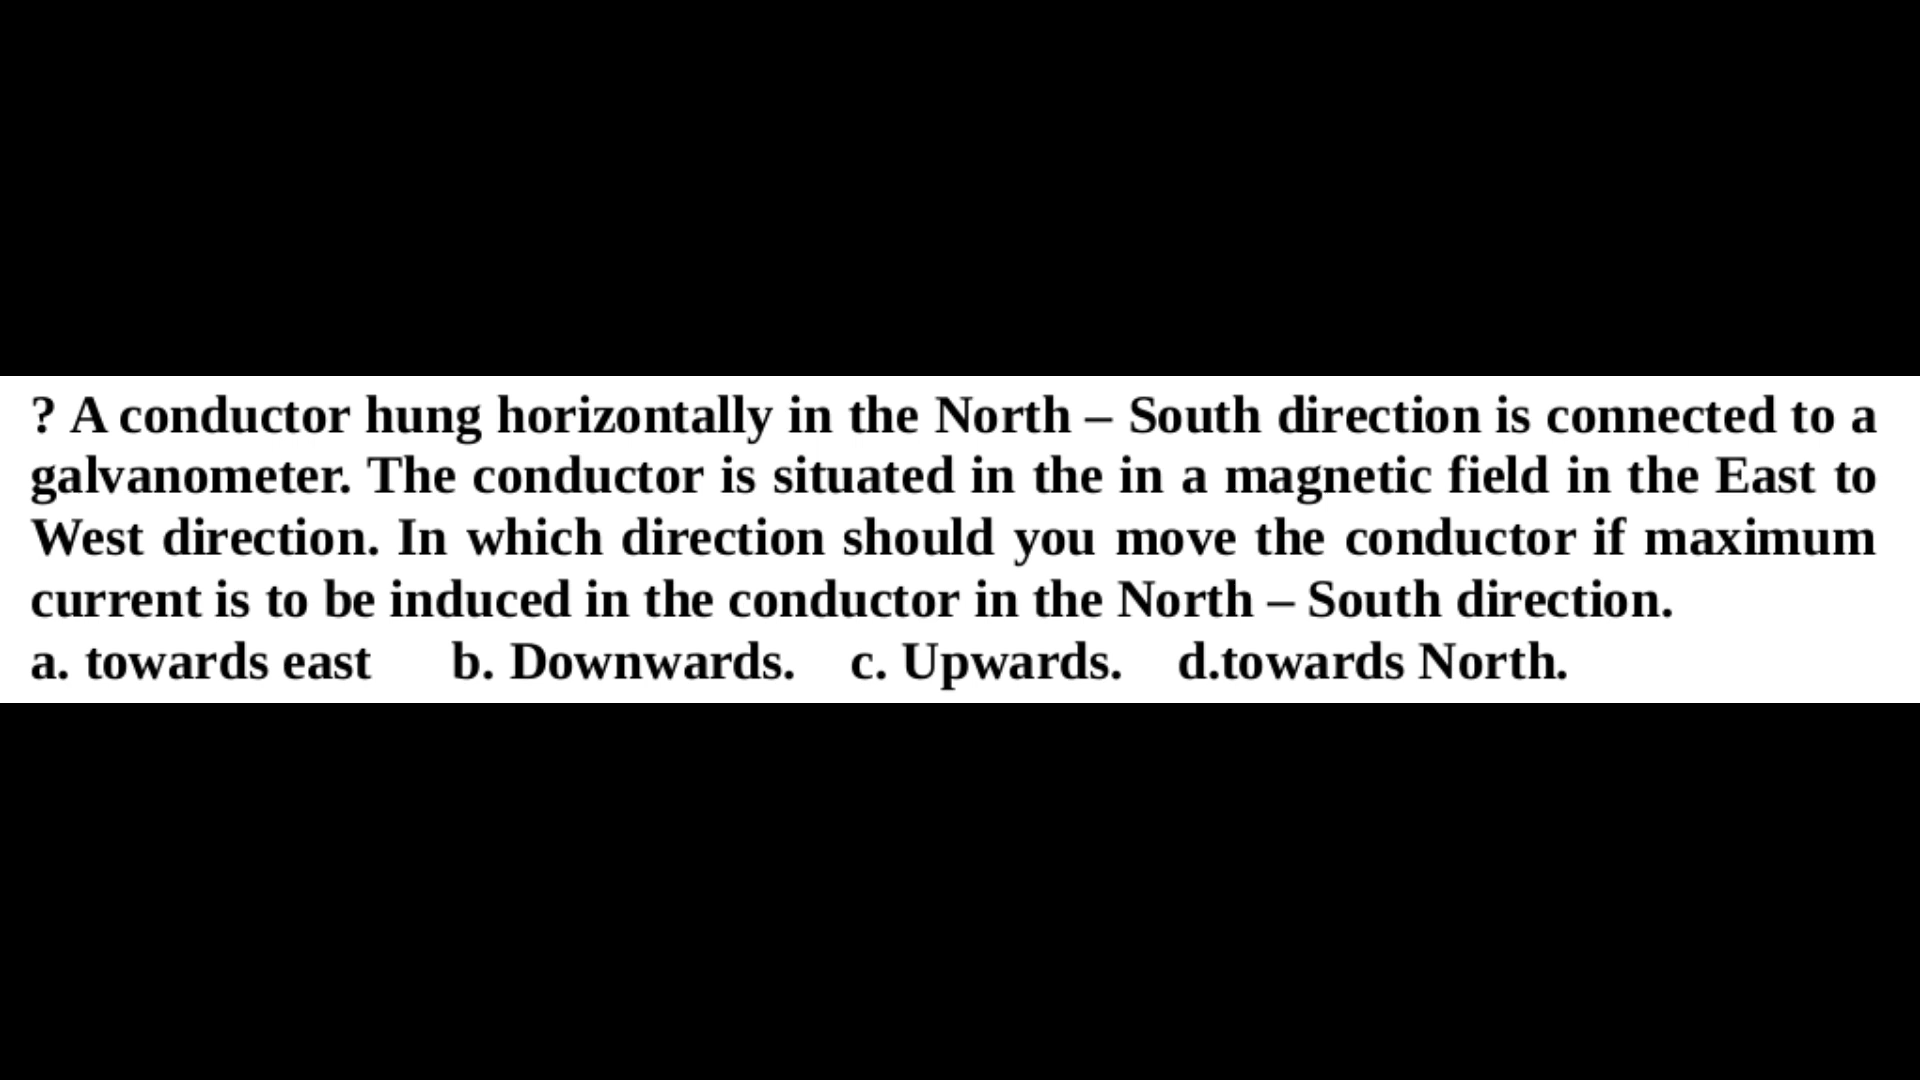 ? A conductor hung horizontally in the North – South direction is connected to a
galvanometer. The conductor is situated in the in a magnetic field in the East to
West direction. In which direction should you move the conductor if maximum
current is to be induced in the conductor in the North – South direction.
a. towards east b. Downwards. c. Upwards. d.towards North.